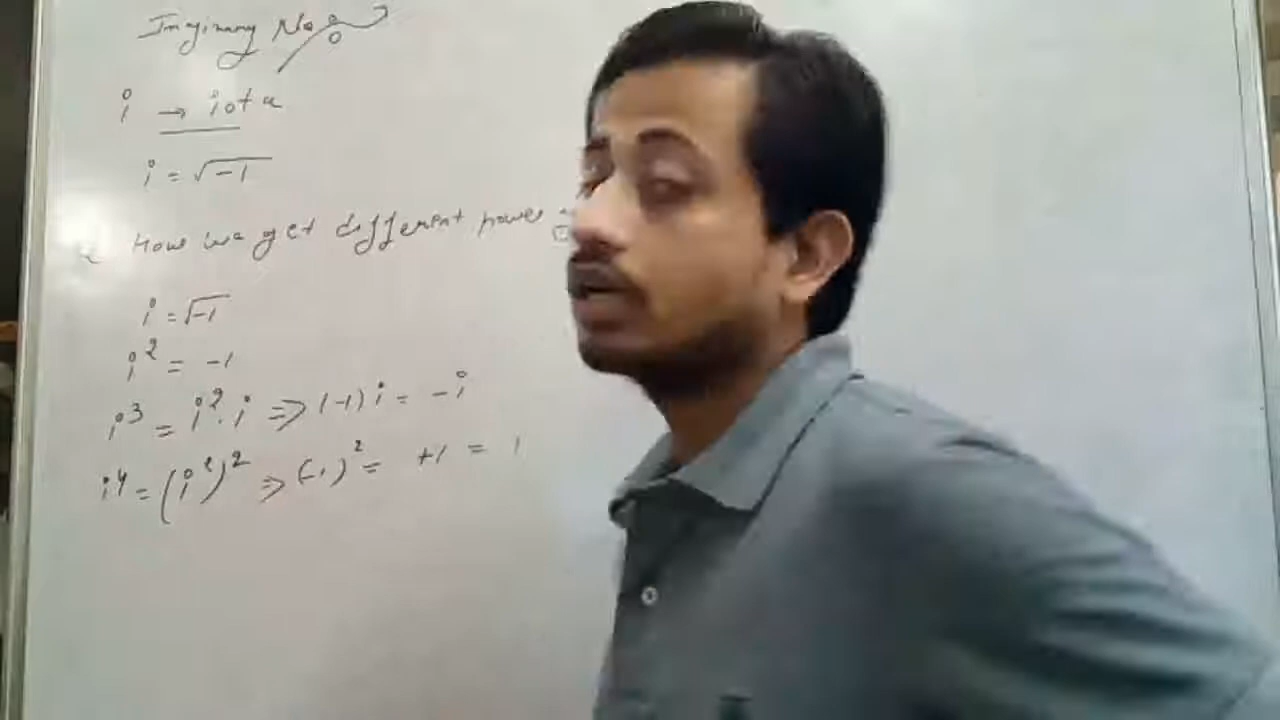 Imginary No
i → iota
i = √-1
How we get different power
i = √-1
i² = -1
i³ = i². i ⇒ (-1) i = -i
i⁴ = (i²)² ⇒ (-1)² = +1 = 1